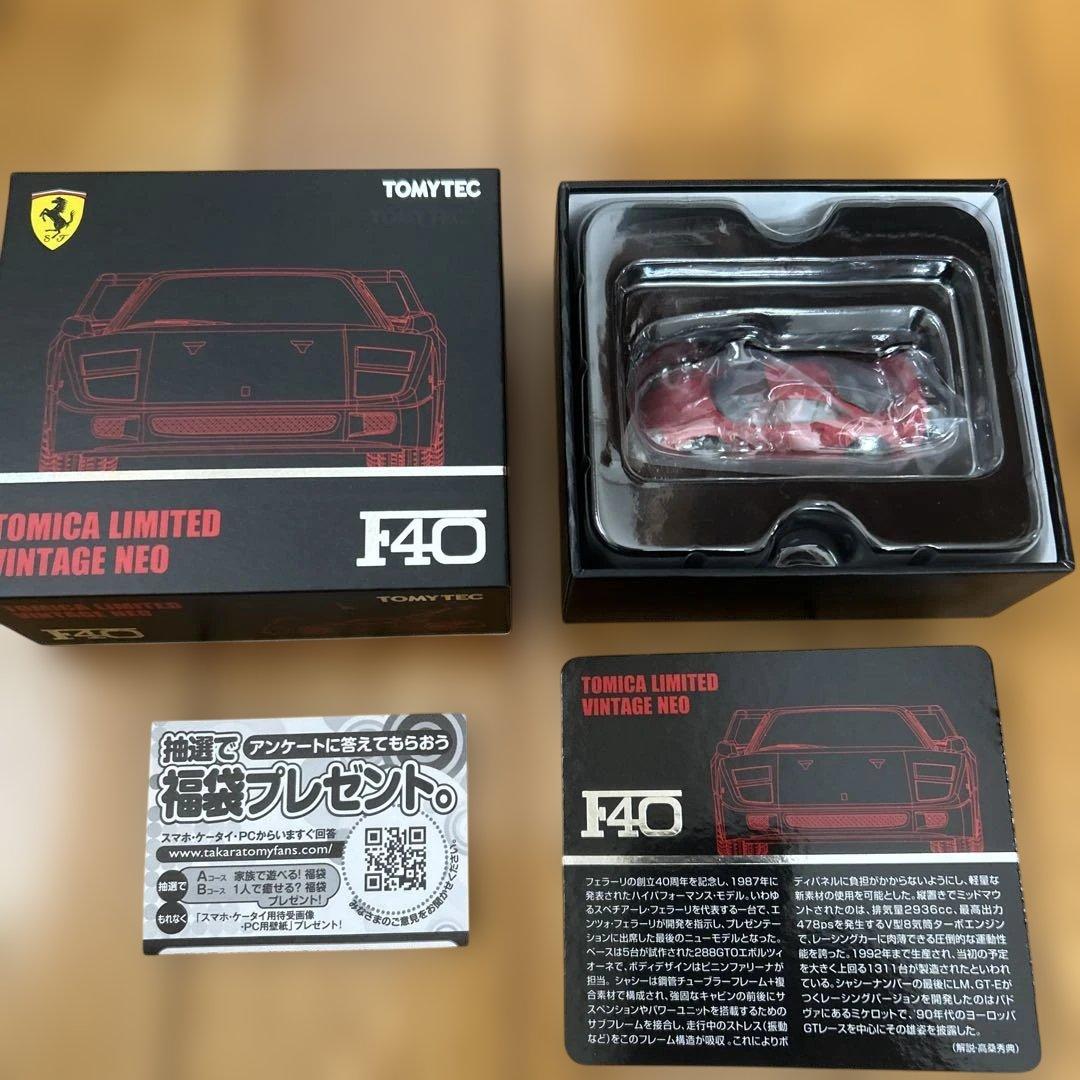 TOMYTEC
S F
TOMICA LIMITED
VINTAGE NEO
F40
TOMICA LIMITED
VINTAGE NEO
TOMYTEC
F40
抽選で アンケートに答えてもらおう
福袋プレゼント。
スマホ・ケータイ・PCからいますぐ回答
www.takaratomyfans.com/
抽選で
Aコース 家族で遊べる! 福袋
Bコース 1人で癒せる? 福袋
プレゼント!
もれなく
「スマホ・ケータイ用待受画像
・PC用壁紙」プレゼント!
みなさまのご意見をお聞かせください。
TOMICA LIMITED
VINTAGE NEO
F40
フェラーリの創立40周年を記念し、1987年に
発表されたハイパフォーマンス・モデル。いわゆ
るスペチアーレ・フェラーリを代表する一台で、エ
ンツォ・フェラーリが開発を指示し、プレゼンテー
ションに出席した最後のニューモデルとなった。
ベースは5台が試作された288GTOエボルツィ
オーネで、ボディデザインはピニンファリーナが
担当。シャシーは鋼管チューブラーフレーム+複
合素材で構成され、強固なキャビンの前後にサ
スペンションやパワーユニットを搭載するための
サブフレームを接合し、走行中のストレス(振動
など)をこのフレーム構造が吸収。これによりボ
ディパネルに負担がかからないようにし、軽量な
新素材の使用を可能とした。縦置きでミッドマウ
ントされたのは、排気量2936cc、最高出力
478psを発生するV型8気筒ターボエンジン
で、レーシングカーに肉薄できる圧倒的な運動性
能を誇った。1992年まで生産され、当初の予定
を大きく上回る1311台が製造されたといわれ
ている。シャシーナンバーの最後にLM、GT-Eが
つくレーシングバージョンを開発したのはパド
ヴァにあるミケロットで、'90年代のヨーロッパ
GTレースを中心にその雄姿を披露した。
(解説・高桑秀典)